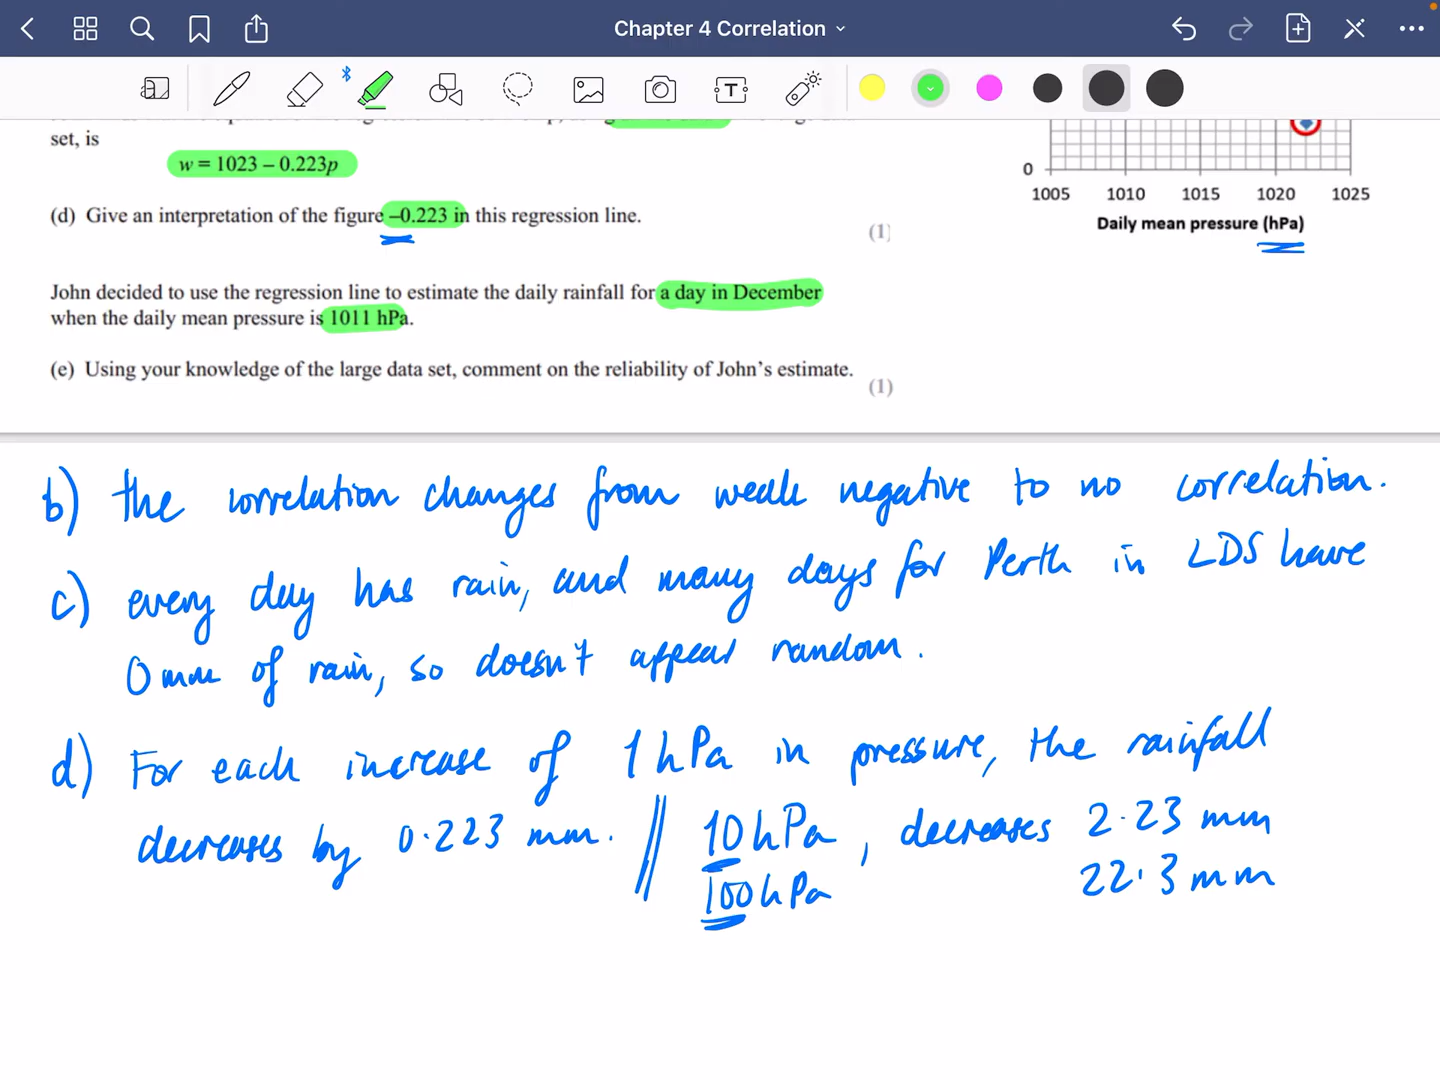 Chapter 4 Correlation
set, is
w = 1023 – 0.223p
(d) Give an interpretation of the figure –0.223 in this regression line.
(1)
John decided to use the regression line to estimate the daily rainfall for a day in December
when the daily mean pressure is 1011 hPa.
(e) Using your knowledge of the large data set, comment on the reliability of John's estimate.
(1)
0
1005 1010 1015 1020 1025
Daily mean pressure (hPa)
b) the correlation changes from weak negative to no correlation.
c) every day has rain, and many days for Perth in LDS have
0 mm of rain, so doesn't appear random.
d) For each increase of 1 hPa in pressure, the rainfall
decreases by 0.223 mm. // 10 hPa, decreases 2.23 mm
100 hPa 22.3 mm